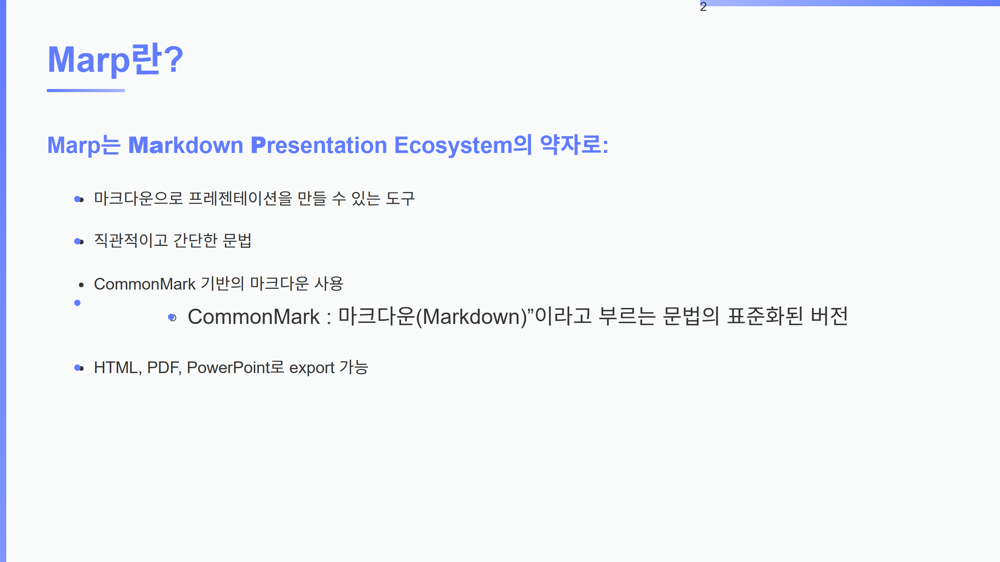 2
Marp란?
Marp는 Markdown Presentation Ecosystem의 약자로:
마크다운으로 프레젠테이션을 만들 수 있는 도구
직관적이고 간단한 문법
CommonMark 기반의 마크다운 사용
CommonMark : 마크다운(Markdown)”이라고 부르는 문법의 표준화된 버전
HTML, PDF, PowerPoint로 export 가능